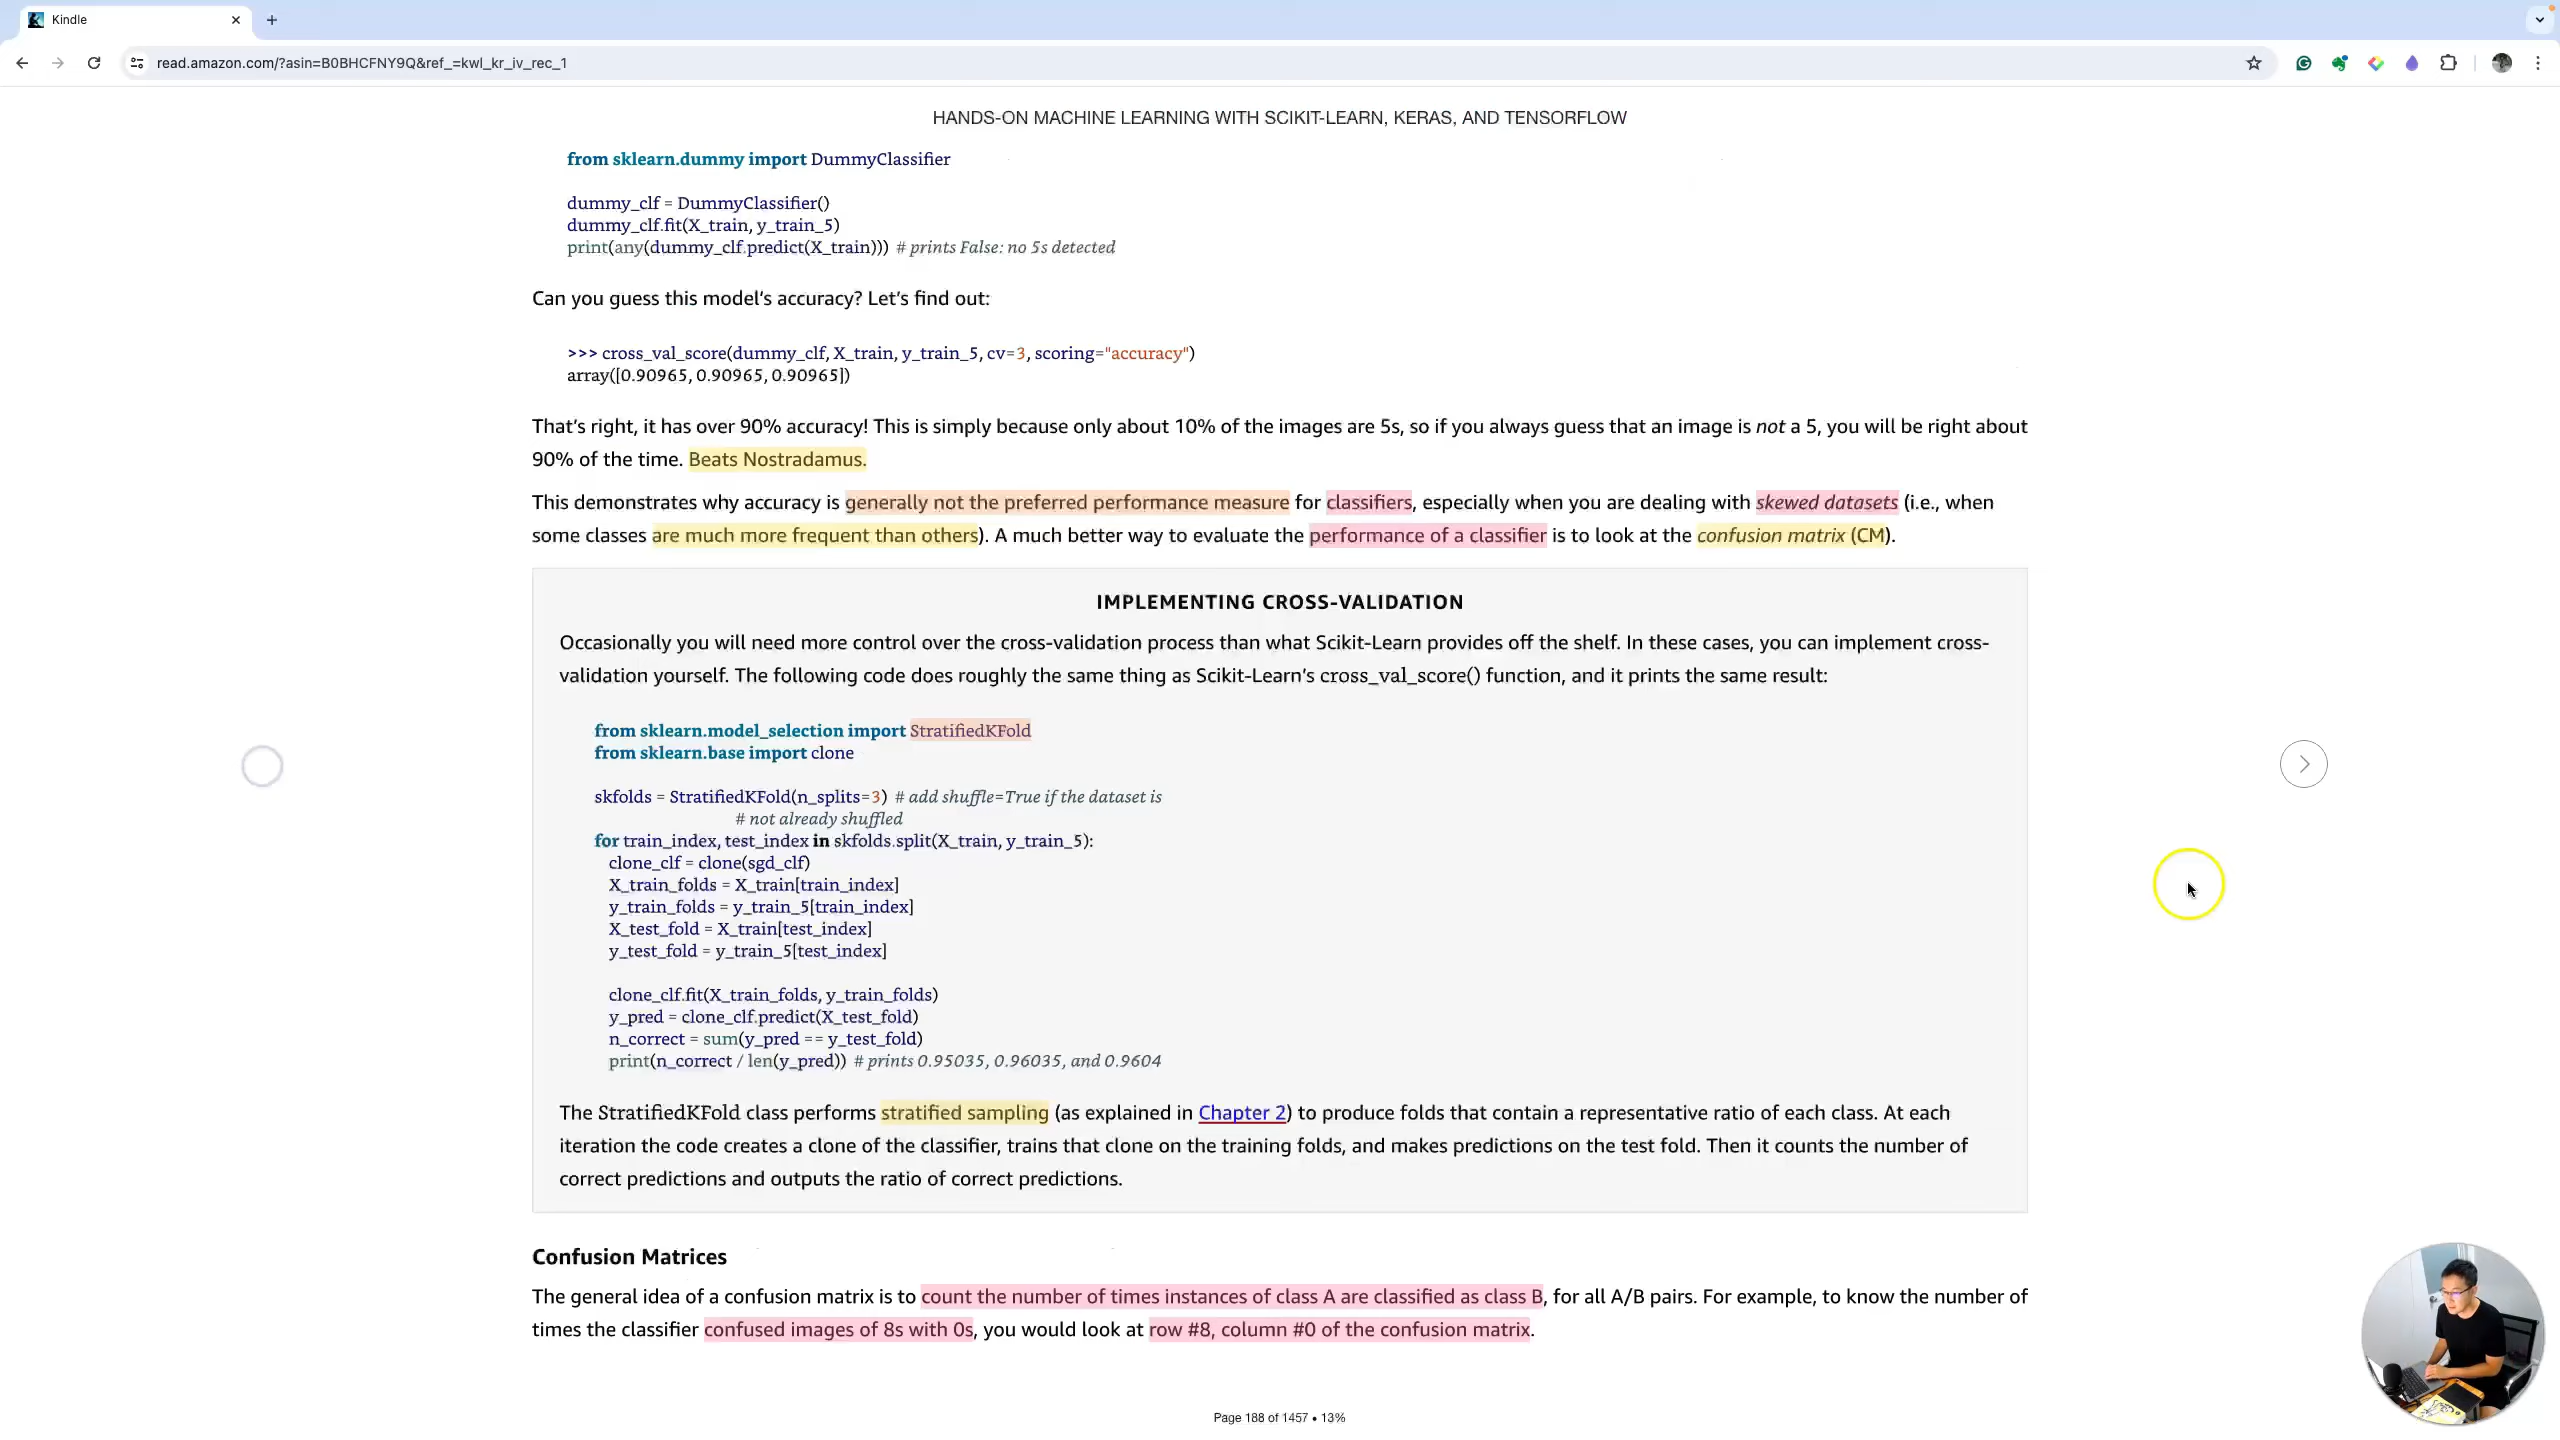 Kindle
read.amazon.com/?asin=B0BHCFNY9Q&ref_=kwl_kr_iv_rec_1
HANDS-ON MACHINE LEARNING WITH SCIKIT-LEARN, KERAS, AND TENSORFLOW
from sklearn.dummy import DummyClassifier
dummy_clf = DummyClassifier()
dummy_clf.fit(X_train, y_train_5)
print(any(dummy_clf.predict(X_train))) # prints False: no 5s detected
Can you guess this model's accuracy? Let's find out:
>>> cross_val_score(dummy_clf, X_train, y_train_5, cv=3, scoring="accuracy")
array([0.90965, 0.90965, 0.90965])
That's right, it has over 90% accuracy! This is simply because only about 10% of the images are 5s, so if you always guess that an image is not a 5, you will be right about
90% of the time. Beats Nostradamus.
This demonstrates why accuracy is generally not the preferred performance measure for classifiers, especially when you are dealing with skewed datasets (i.e., when
some classes are much more frequent than others). A much better way to evaluate the performance of a classifier is to look at the confusion matrix (CM).
IMPLEMENTING CROSS-VALIDATION
Occasionally you will need more control over the cross-validation process than what Scikit-Learn provides off the shelf. In these cases, you can implement cross-
validation yourself. The following code does roughly the same thing as Scikit-Learn's cross_val_score() function, and it prints the same result:
from sklearn.model_selection import StratifiedKFold
from sklearn.base import clone
skfolds = StratifiedKFold(n_splits=3) # add shuffle=True if the dataset is
# not already shuffled
for train_index, test_index in skfolds.split(X_train, y_train_5):
clone_clf = clone(sgd_clf)
X_train_folds = X_train[train_index]
y_train_folds = y_train_5[train_index]
X_test_fold = X_train[test_index]
y_test_fold = y_train_5[test_index]
clone_clf.fit(X_train_folds, y_train_folds)
y_pred = clone_clf.predict(X_test_fold)
n_correct = sum(y_pred == y_test_fold)
print(n_correct / len(y_pred)) # prints 0.95035, 0.96035, and 0.9604
The StratifiedKFold class performs stratified sampling (as explained in Chapter 2) to produce folds that contain a representative ratio of each class. At each
iteration the code creates a clone of the classifier, trains that clone on the training folds, and makes predictions on the test fold. Then it counts the number of
correct predictions and outputs the ratio of correct predictions.
Confusion Matrices
The general idea of a confusion matrix is to count the number of times instances of class A are classified as class B, for all A/B pairs. For example, to know the number of
times the classifier confused images of 8s with 0s, you would look at row #8, column #0 of the confusion matrix.
Page 188 of 1457 • 13%